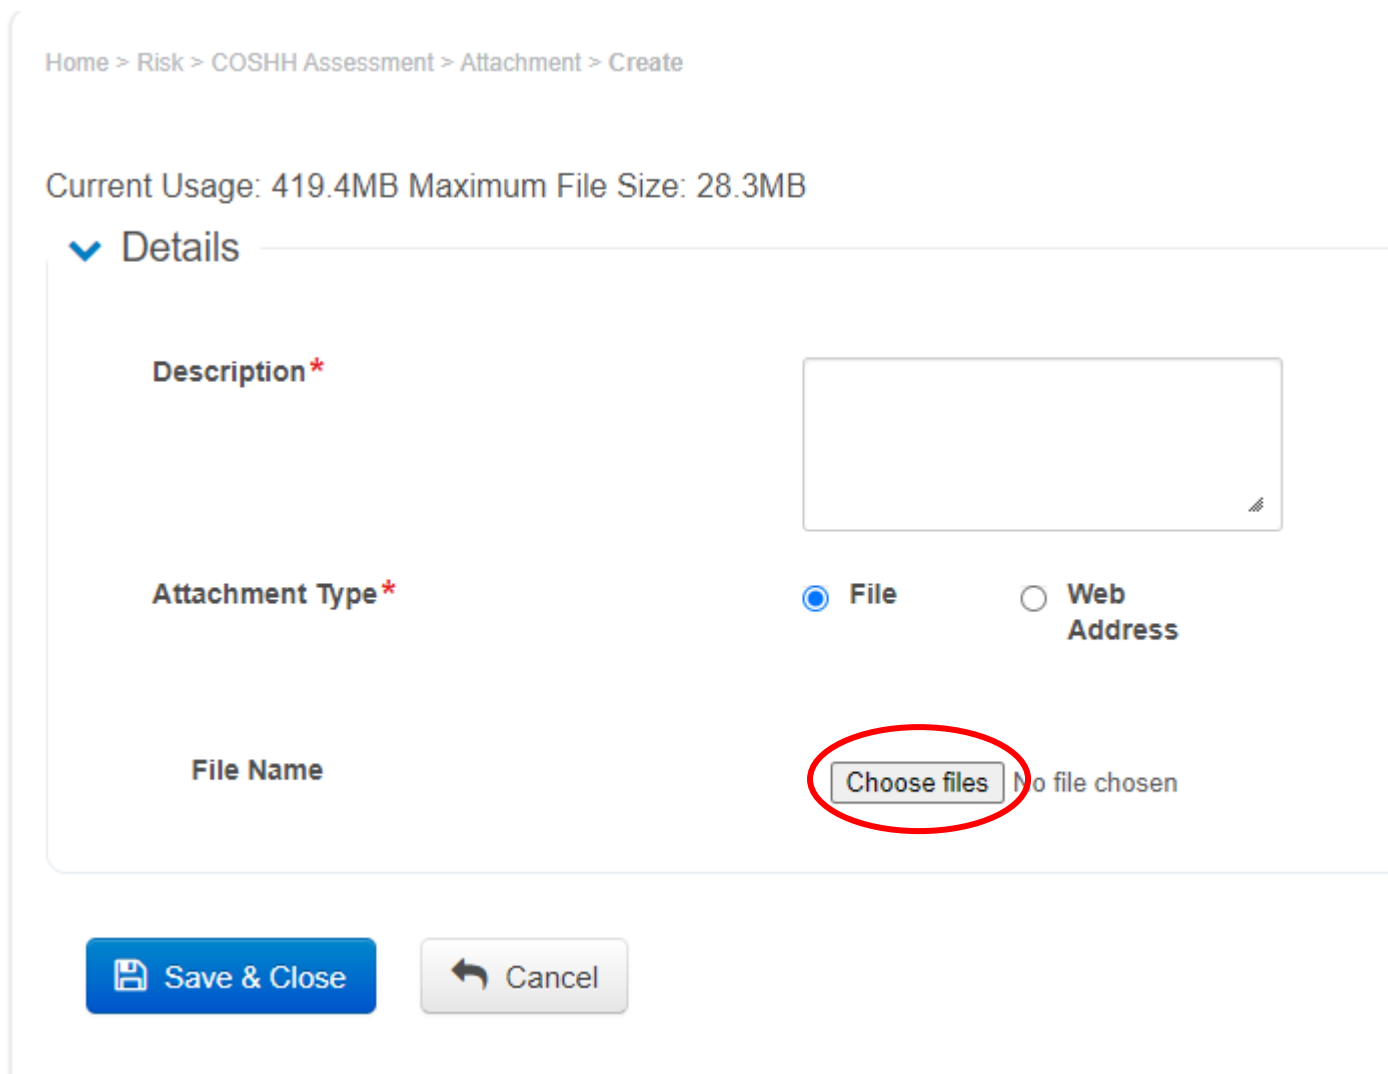 Home > Risk > COSHH Assessment > Attachment > Create
Current Usage: 419.4MB Maximum File Size: 28.3MB
Details
Description*
Attachment Type*
File
Web
Address
File Name
Choose files No file chosen
Save & Close
Cancel